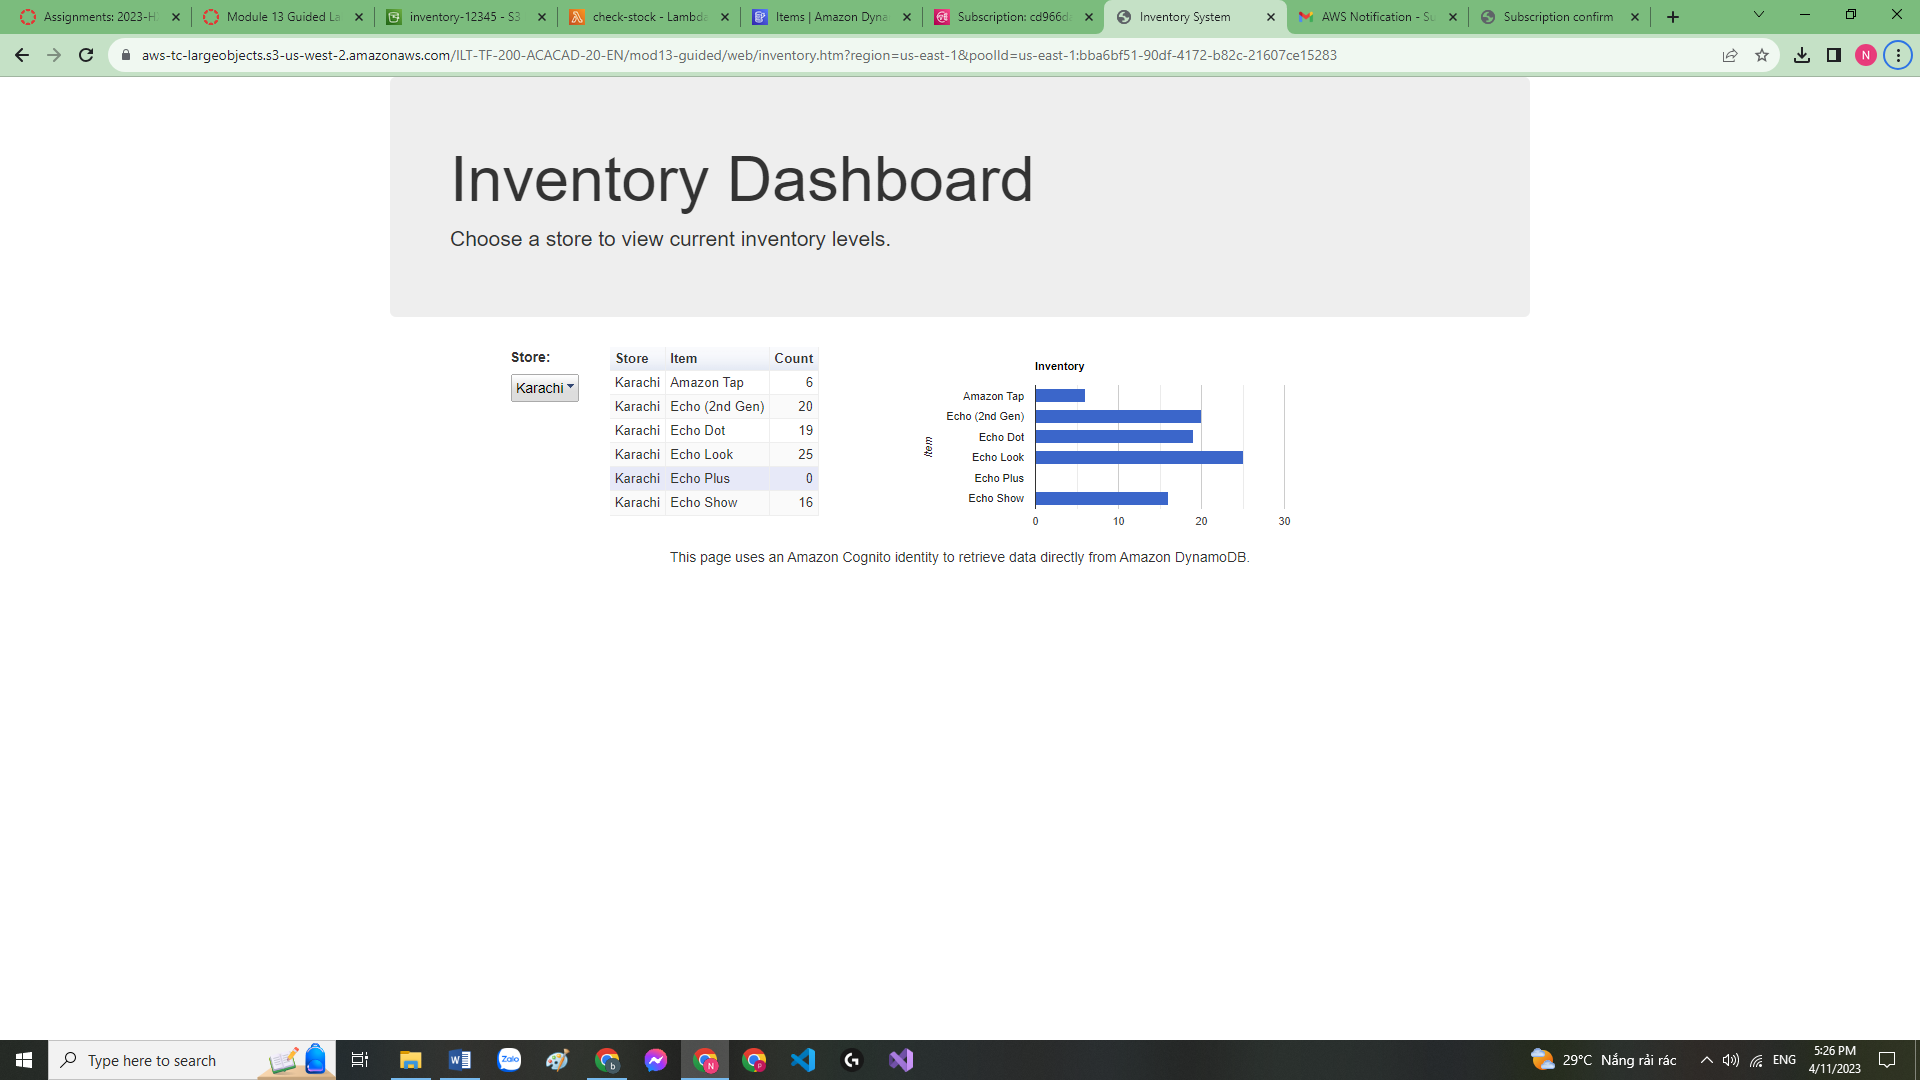 Assignments: 2023-H
Module 13 Guided La
inventory-12345 - S3
check-stock - Lambda
Items | Amazon Dyna
Subscription: cd966d
Inventory System
AWS Notification - Su
Subscription confirm
aws-tc-largeobjects.s3-us-west-2.amazonaws.com/ILT-TF-200-ACACAD-20-EN/mod13-guided/web/inventory.htm?region=us-east-1&poolId=us-east-1:bba6bf51-90df-4172-b82c-21607ce15283
N
Inventory Dashboard
Choose a store to view current inventory levels.
Store:
Karachi
Store Item Count
Karachi Amazon Tap 6
Karachi Echo (2nd Gen) 20
Karachi Echo Dot 19
Karachi Echo Look 25
Karachi Echo Plus 0
Karachi Echo Show 16
Inventory
Item
Amazon Tap
Echo (2nd Gen)
Echo Dot
Echo Look
Echo Plus
Echo Show
0 10 20 30
This page uses an Amazon Cognito identity to retrieve data directly from Amazon DynamoDB.
Type here to search
Zalo
b
N
P
29°C Nắng rải rác
ENG
5:26 PM
4/11/2023